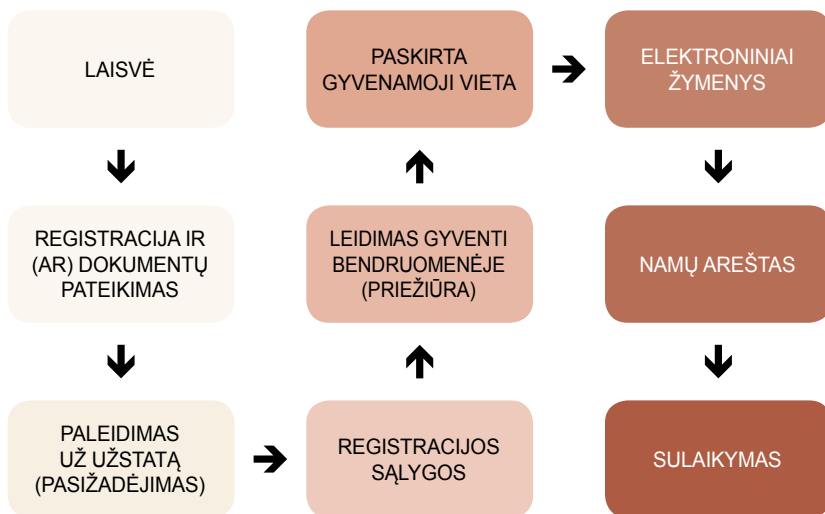 LAISVĖ
REGISTRACIJA IR
(AR) DOKUMENTŲ
PATEIKIMAS
PALEIDIMAS
UŽ UŽSTATĄ
(PASIŽADĖJIMAS)
REGISTRACIJOS
SĄLYGOS
LEIDIMAS GYVENTI
BENDRUOMENĖJE
(PRIEŽIŪRA)
PASKIRTA
GYVENAMOJI VIETA
ELEKTRONINIAI
ŽYMENYS
NAMŲ AREŠTAS
SULAIKYMAS